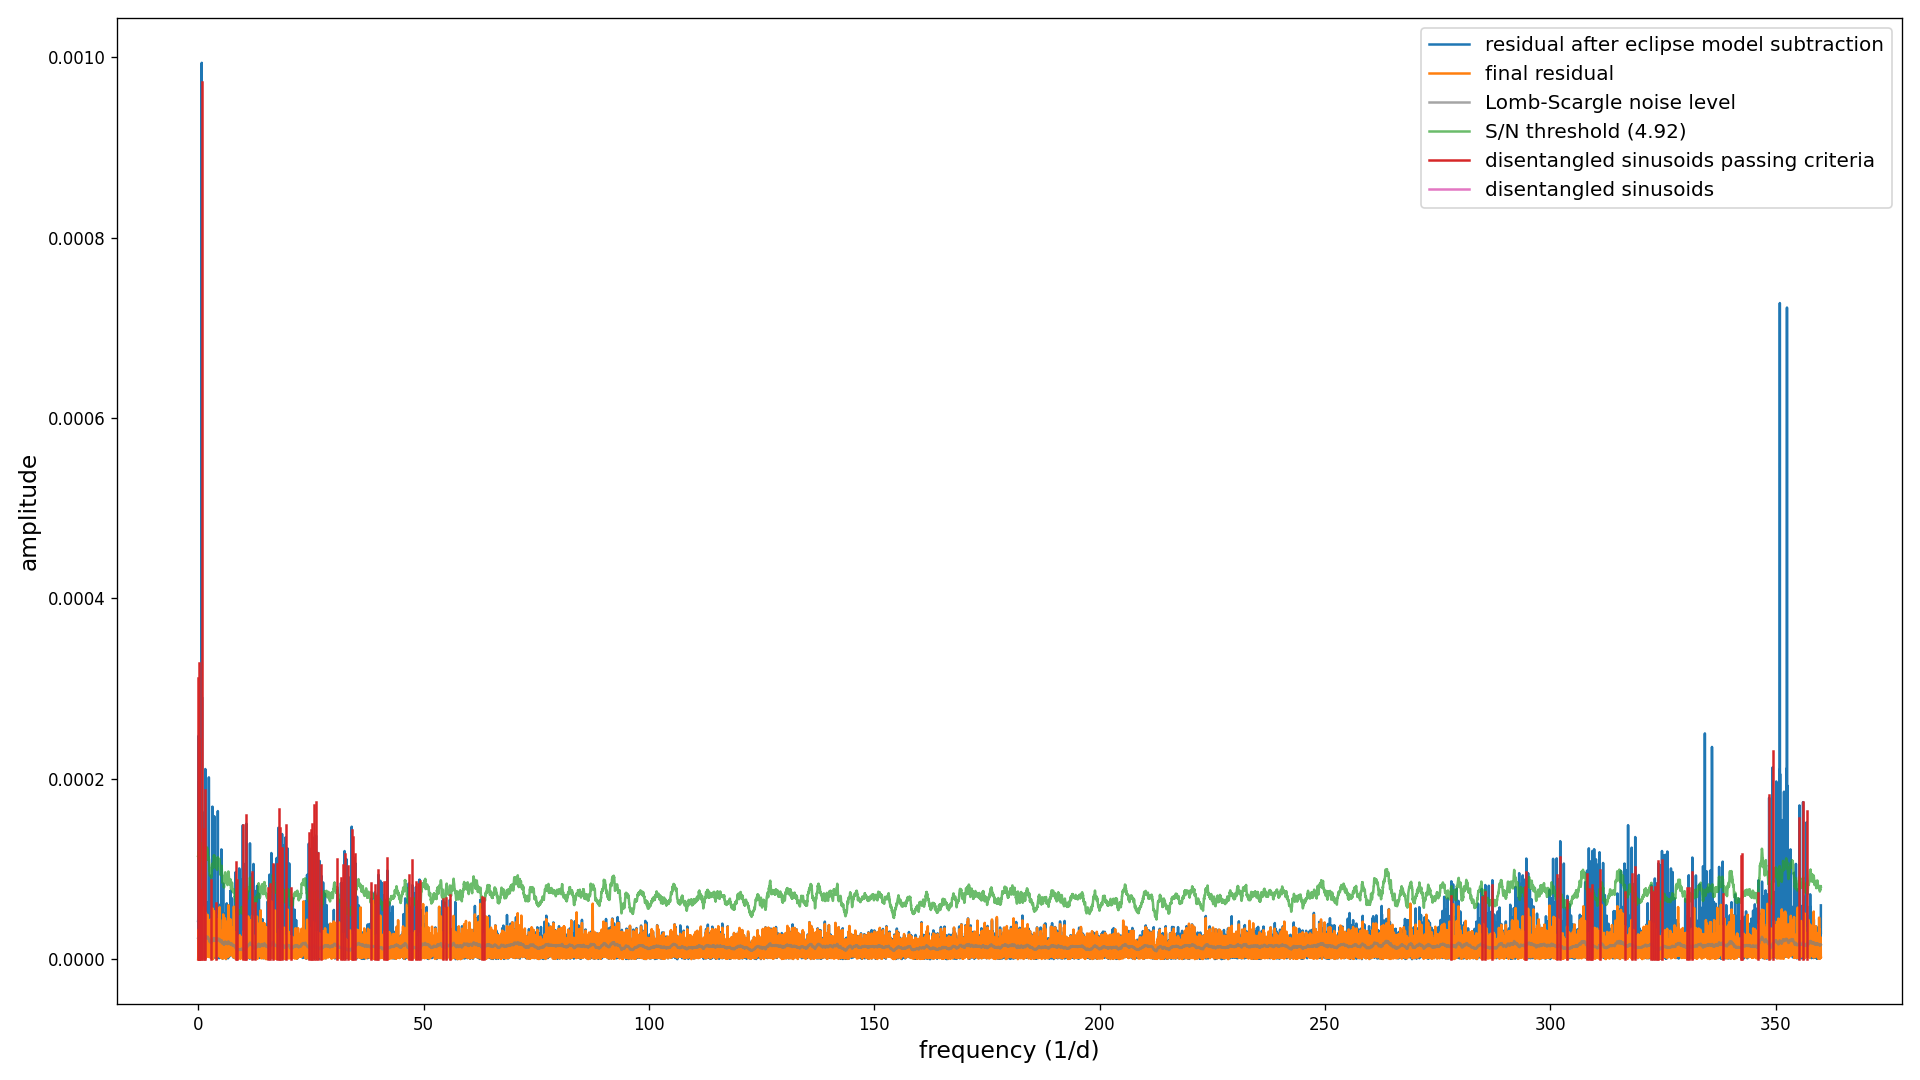 residual after eclipse model subtraction
final residual
Lomb-Scargle noise level
S/N threshold (4.92)
disentangled sinusoids passing criteria
disentangled sinusoids
0.0010
0.0008
0.0006
0.0004
0.0002
0.0000
amplitude
0 50 100 150 200 250 300 350
frequency (1/d)